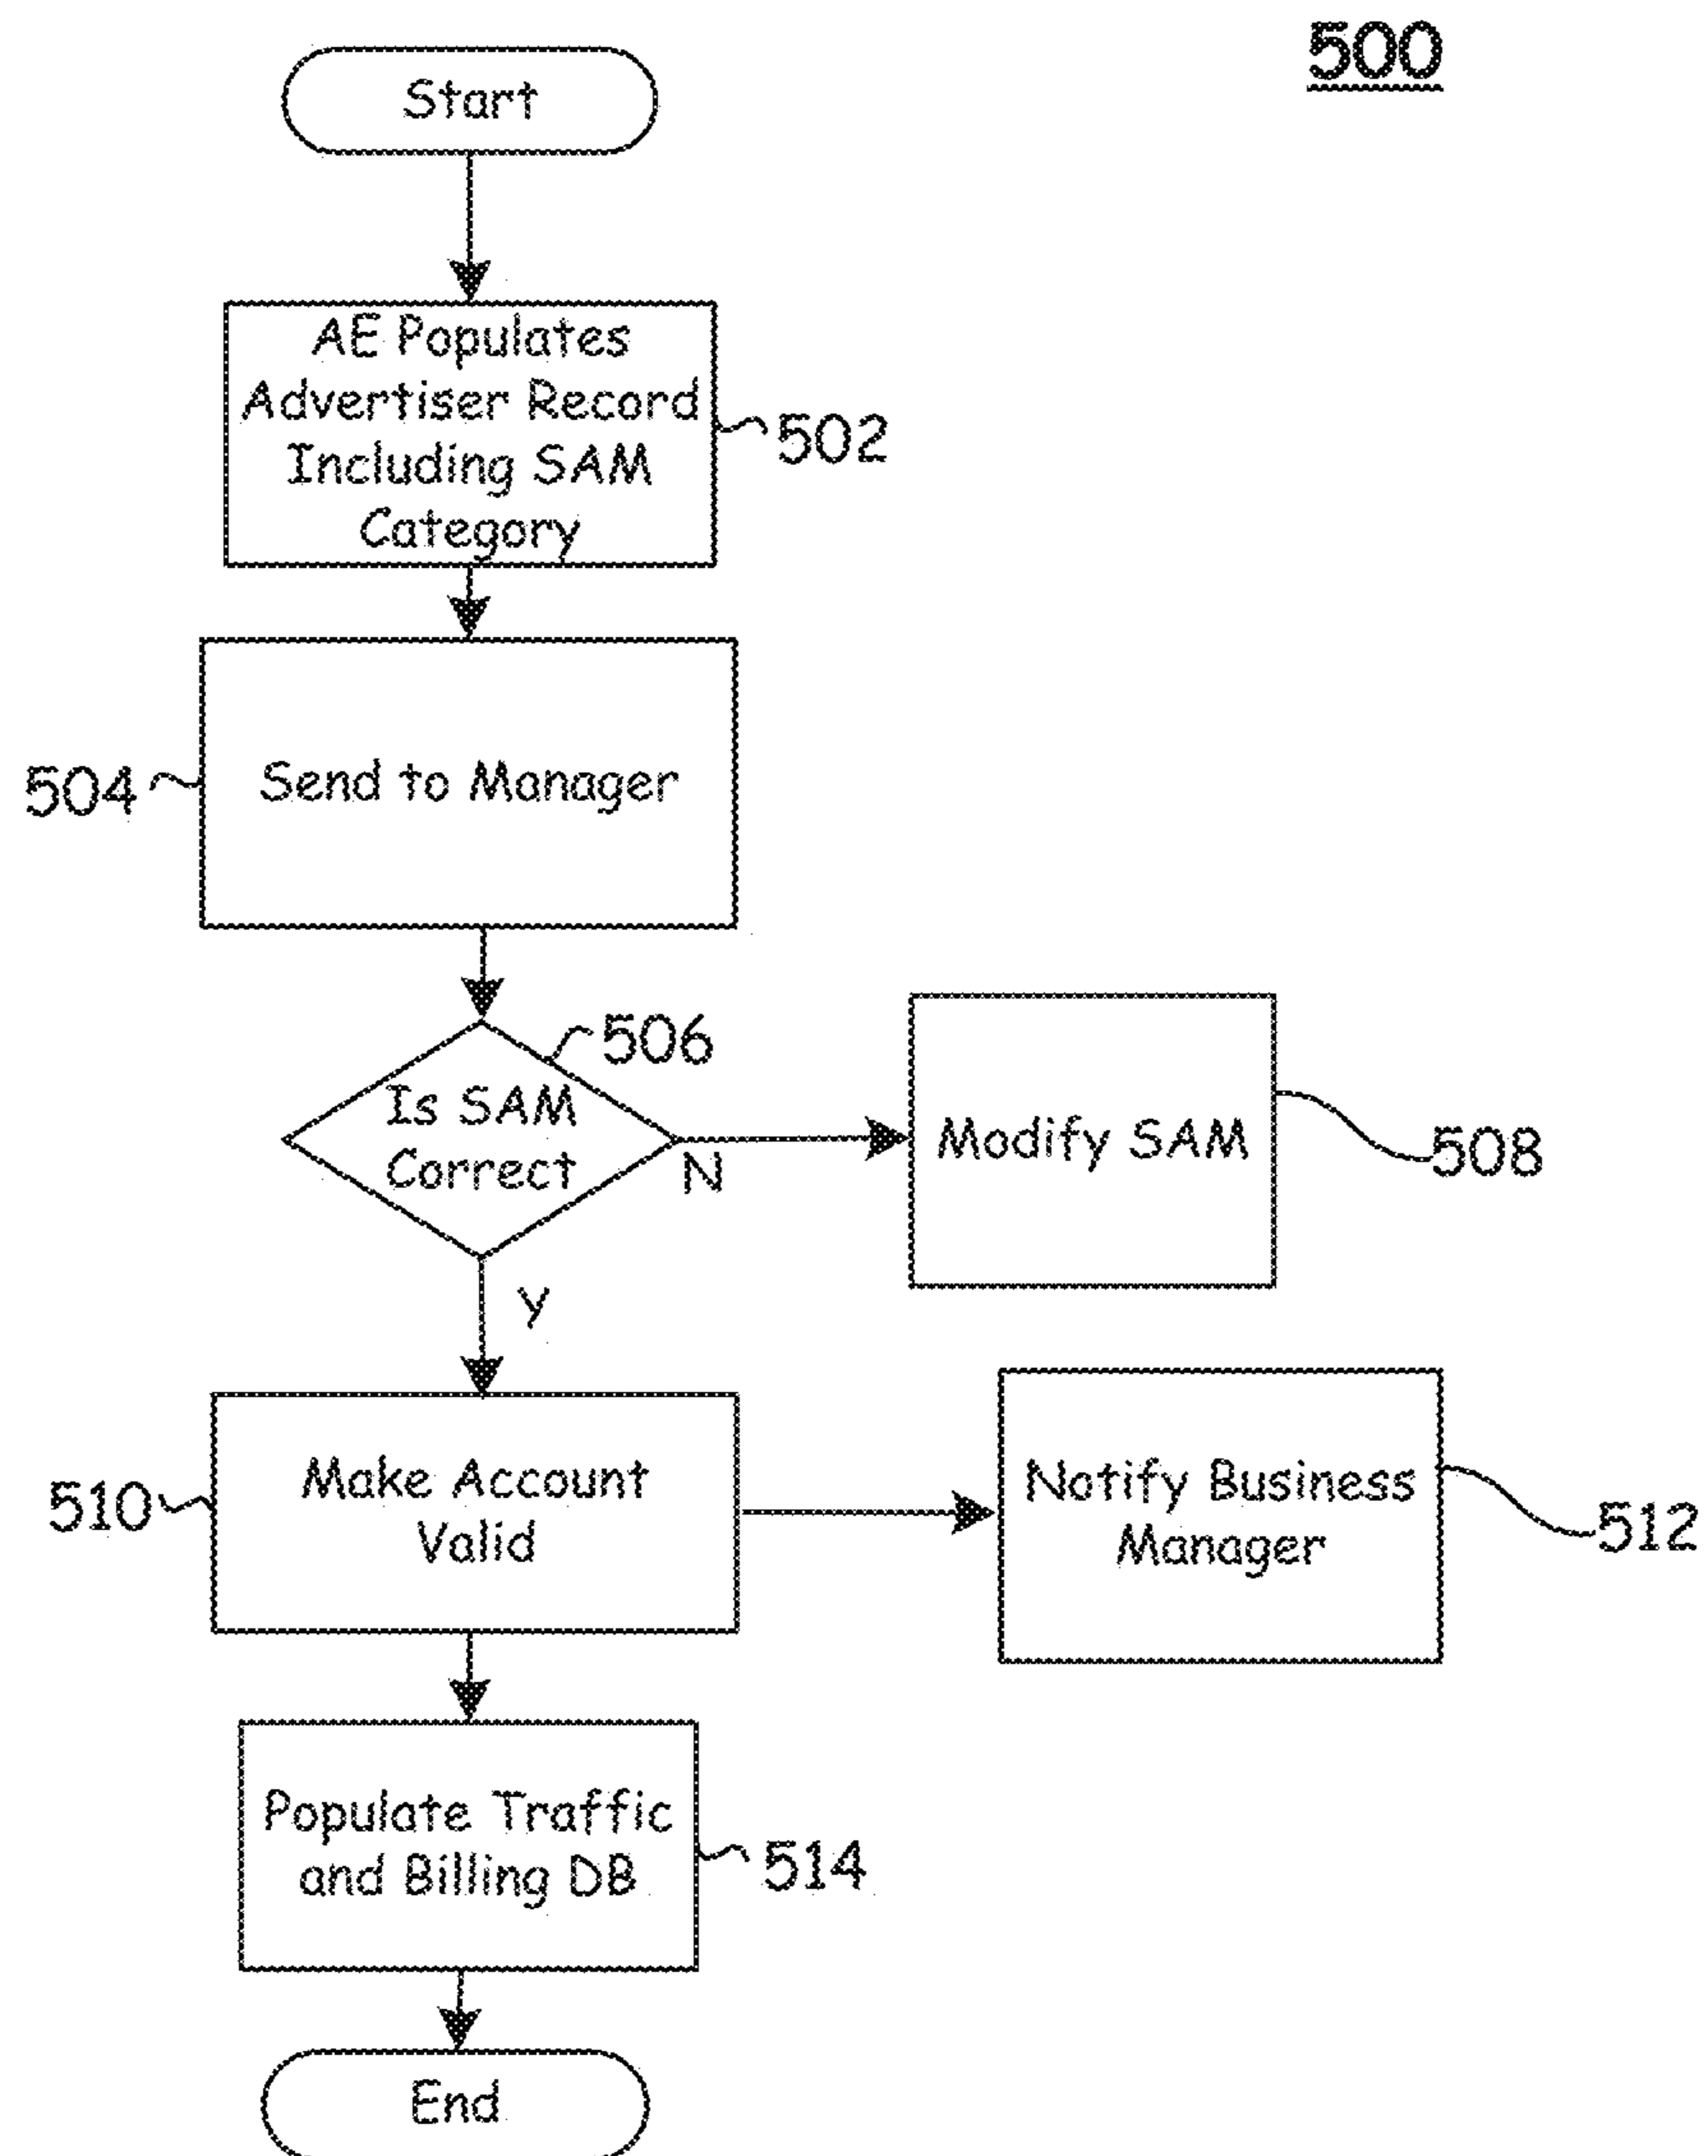 500
Start
AE Populates
Advertiser Record
Including SAM
Category
502
Send to Manager
504
506
Is SAM
Correct
N
Modify SAM
508
Y
Make Account
Valid
510
Notify Business
Manager
512
Populate Traffic
and Billing DB
514
End